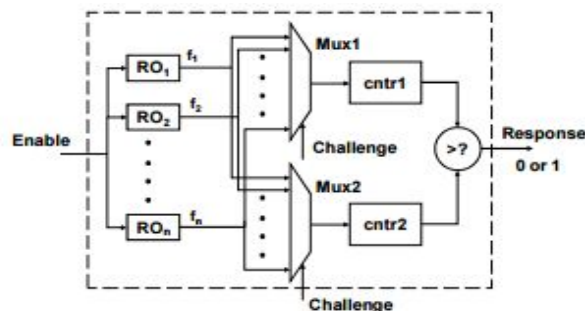 Enable
RO1
f1
RO2
f2
ROn
fn
Mux1
cntr1
Challenge
Mux2
cntr2
Challenge
>?
Response
0 or 1